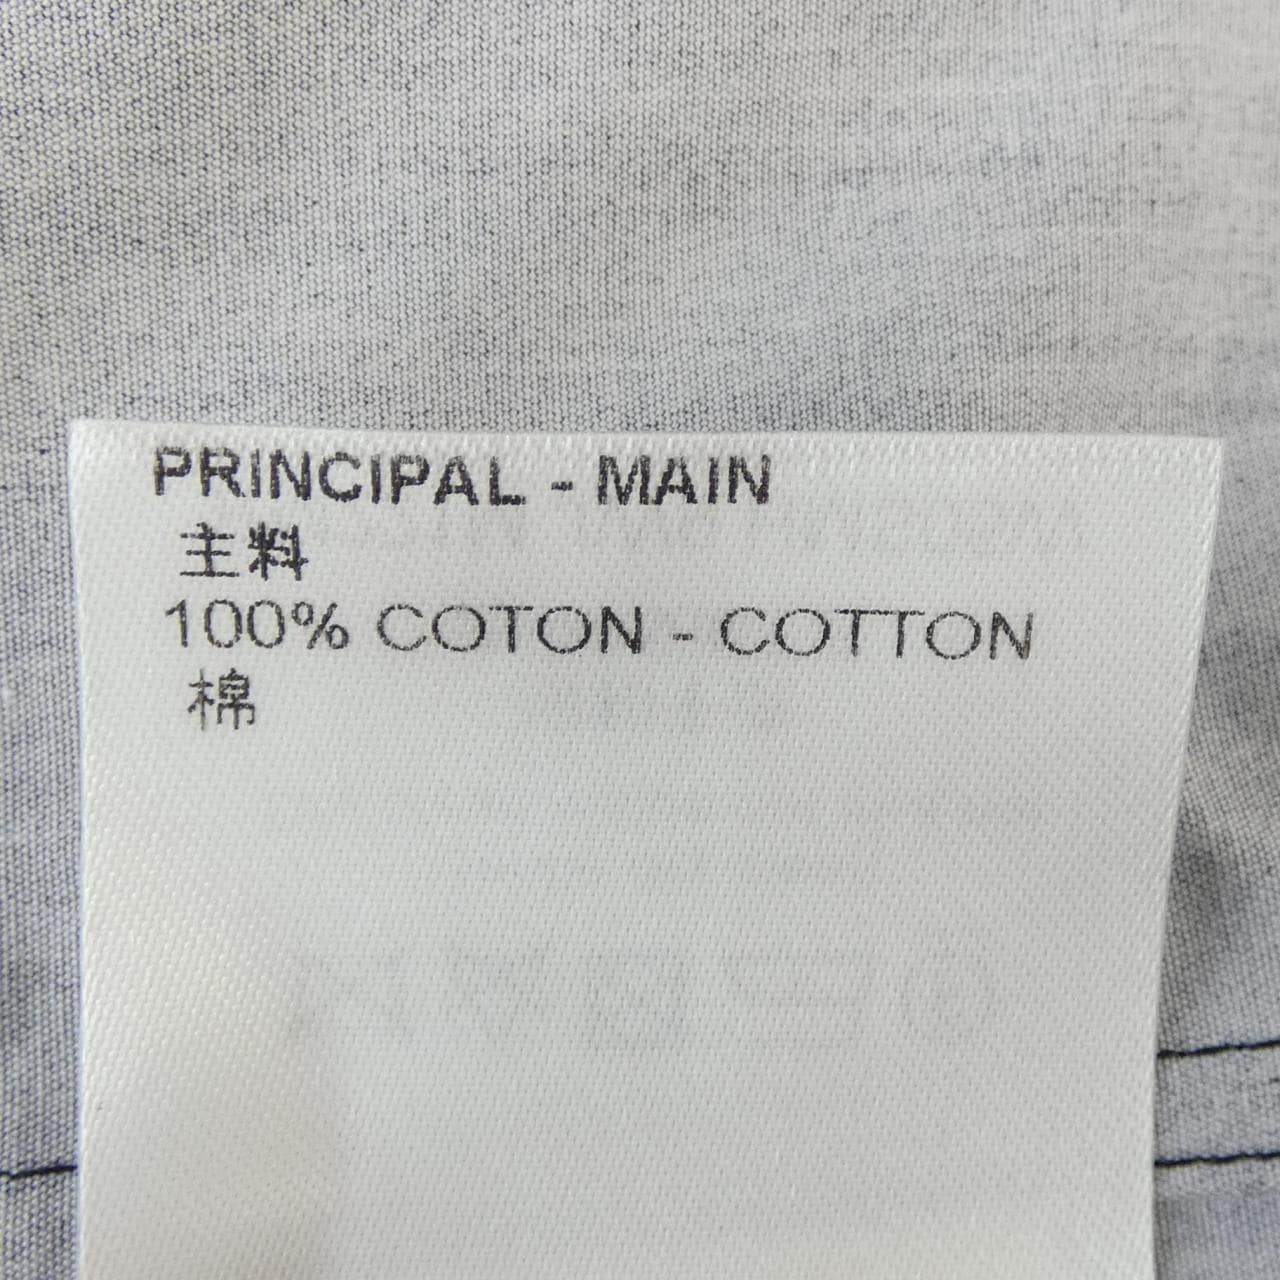 PRINCIPAL - MAIN
主料
100% COTON - COTTON
棉